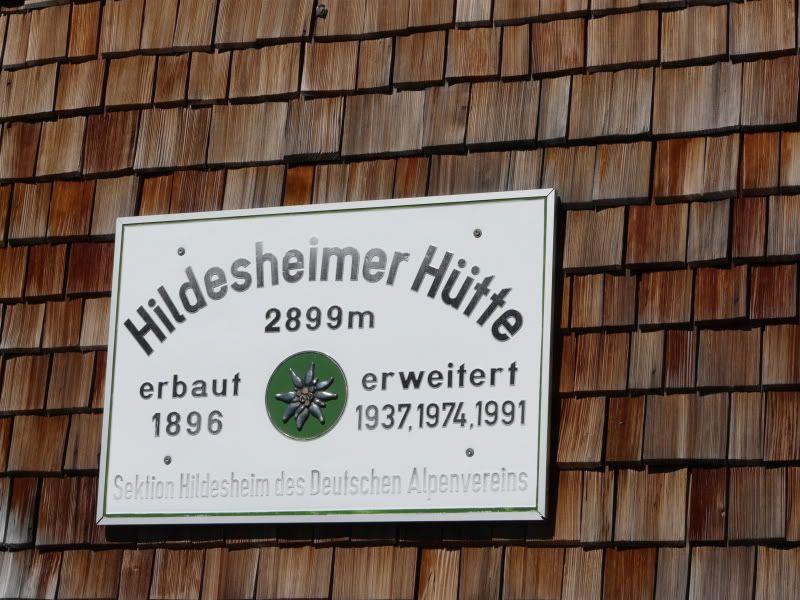 Hildesheimer Hütte
2899m
erbaut
1896
erweitert
1937, 1974, 1991
Sektion Hildesheim des Deutschen Alpenvereins